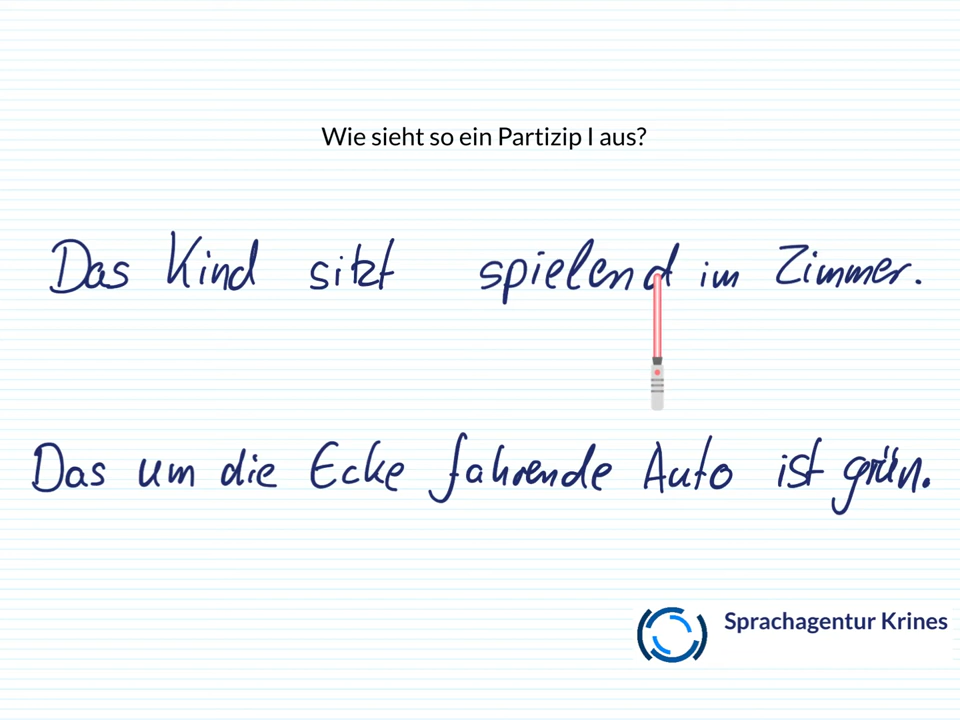 Wie sieht so ein Partizip I aus?
Das Kind sitzt spielend im Zimmer.
Das um die Ecke fahrende Auto ist grün.
Sprachagentur Krines